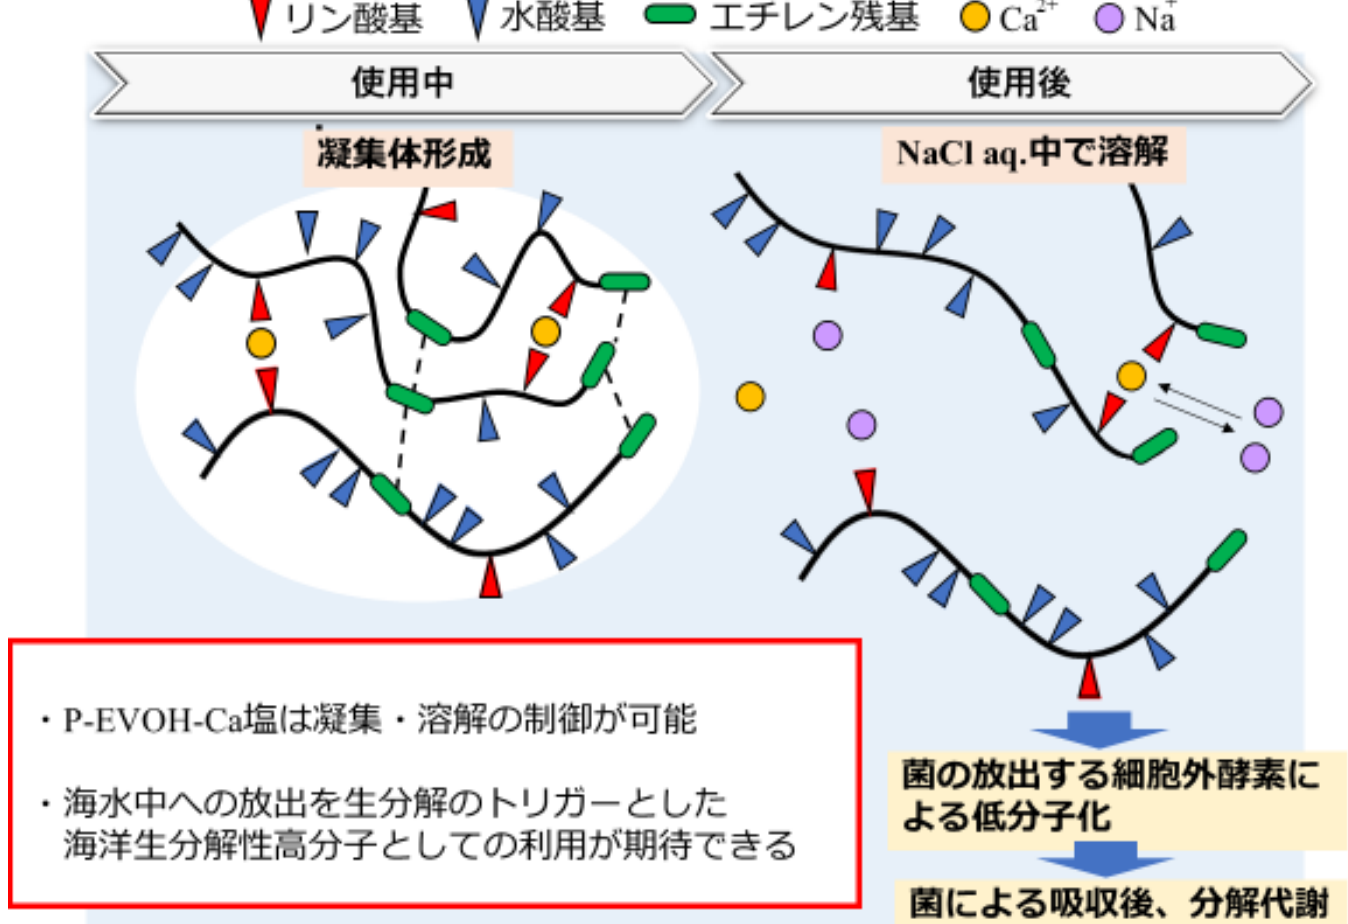 リン酸基 水酸基 エチレン残基 Ca2+ Na+
使用中 使用後
凝集体形成
NaCl aq.中で溶解
・P-EVOH-Ca塩は凝集・溶解の制御が可能
・海水中への放出を生分解のトリガーとした
海洋生分解性高分子としての利用が期待できる
菌の放出する細胞外酵素に
よる低分子化
菌による吸収後、分解代謝